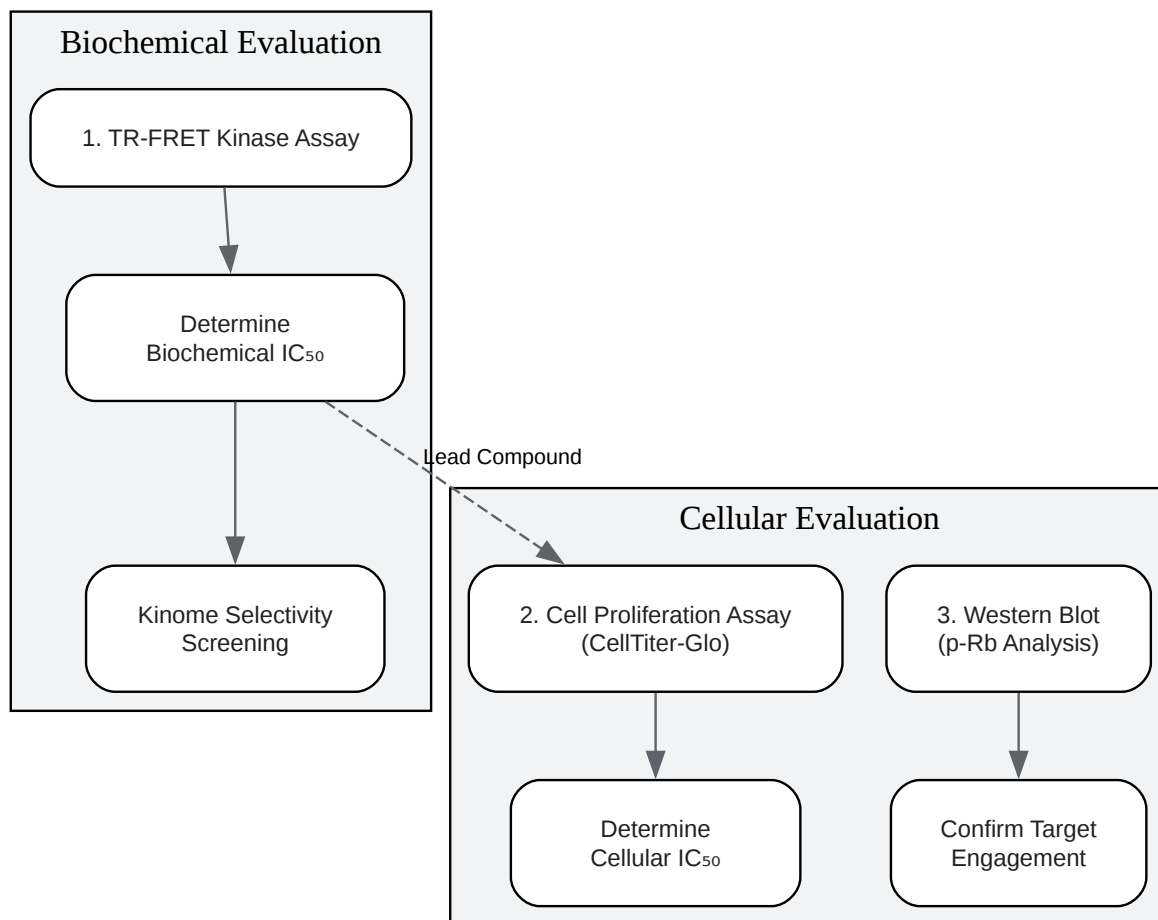 Biochemical Evaluation
1. TR-FRET Kinase Assay
Determine
Biochemical IC₅₀
Lead Compound
Kinome Selectivity
Screening
Cellular Evaluation
2. Cell Proliferation Assay
(CellTiter-Glo)
3. Western Blot
(p-Rb Analysis)
Determine
Cellular IC₅₀
Confirm Target
Engagement